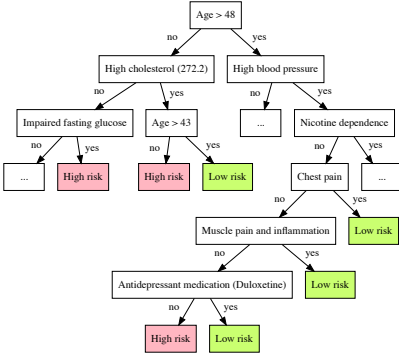 Age > 48
no yes
High cholesterol (272.2) High blood pressure
no yes no yes
Impaired fasting glucose Age > 43 ... Nicotine dependence
no yes no yes no yes
... High risk High risk Low risk Chest pain ...
no yes
Muscle pain and inflammation Low risk
no yes
Antidepressant medication (Duloxetine) Low risk
no yes
High risk Low risk